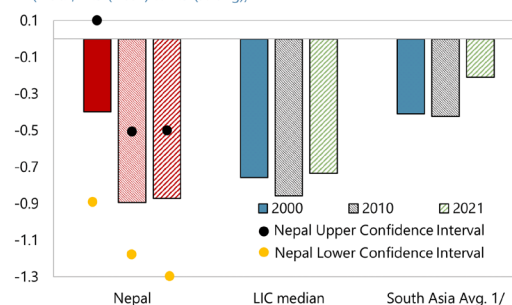 0.1
-0.1
-0.3
-0.5
-0.7
-0.9
-1.1
-1.3
2000 2010 2021
Nepal Upper Confidence Interval
Nepal Lower Confidence Interval
Nepal LIC median South Asia Avg. 1/